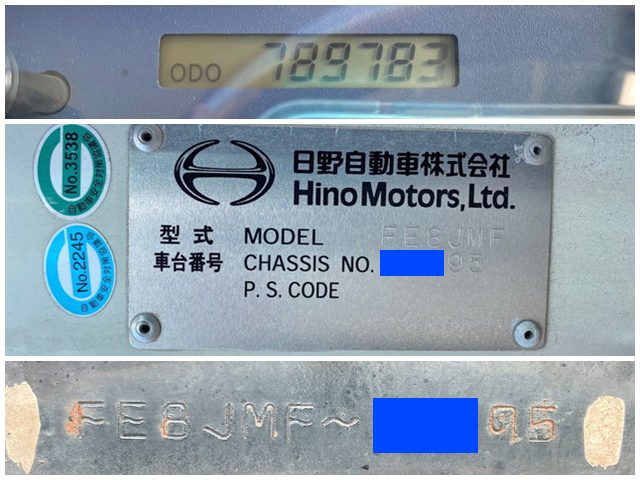 ODO 789783
No.3538
No.2245
日野自動車株式会社
Hino Motors, Ltd.
型式 MODEL FE8JMF
車台番号 CHASSIS NO. 95
P. S. CODE
FE8JMF~ 95